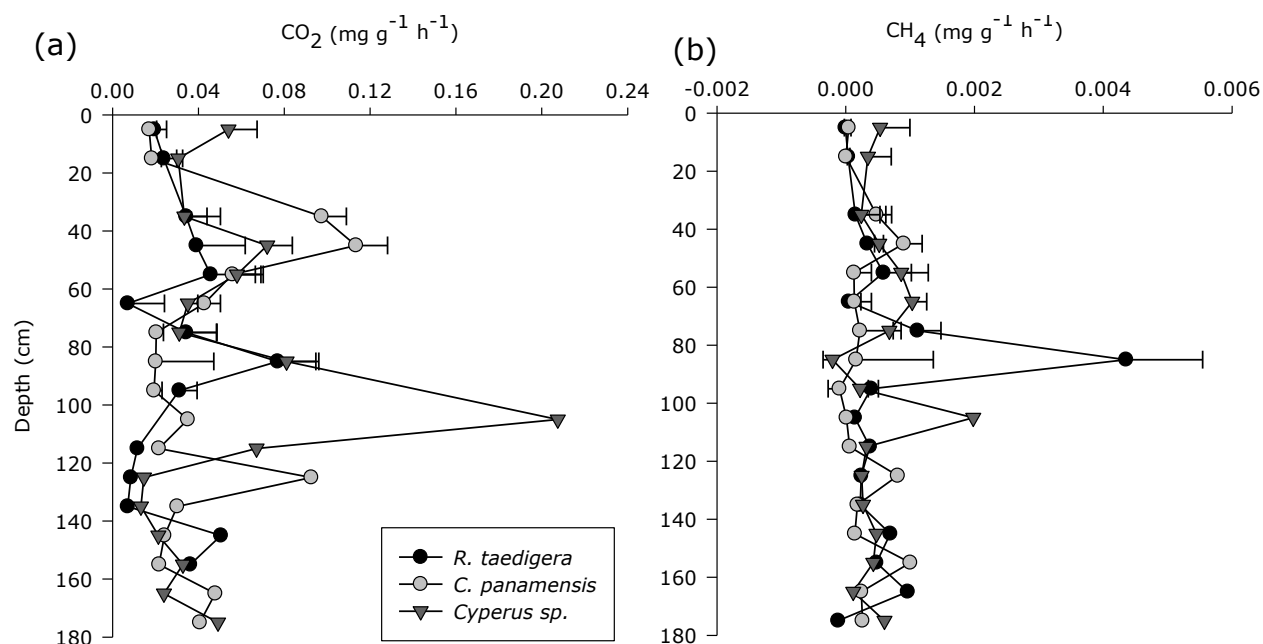 (a)
CO2 (mg g-1 h-1)
0.00 0.04 0.08 0.12 0.16 0.20 0.24
Depth (cm)
0
20
40
60
80
100
120
140
160
180
R. taedigera
C. panamensis
Cyperus sp.
(b)
CH4 (mg g-1 h-1)
-0.002 0.000 0.002 0.004 0.006
0
20
40
60
80
100
120
140
160
180